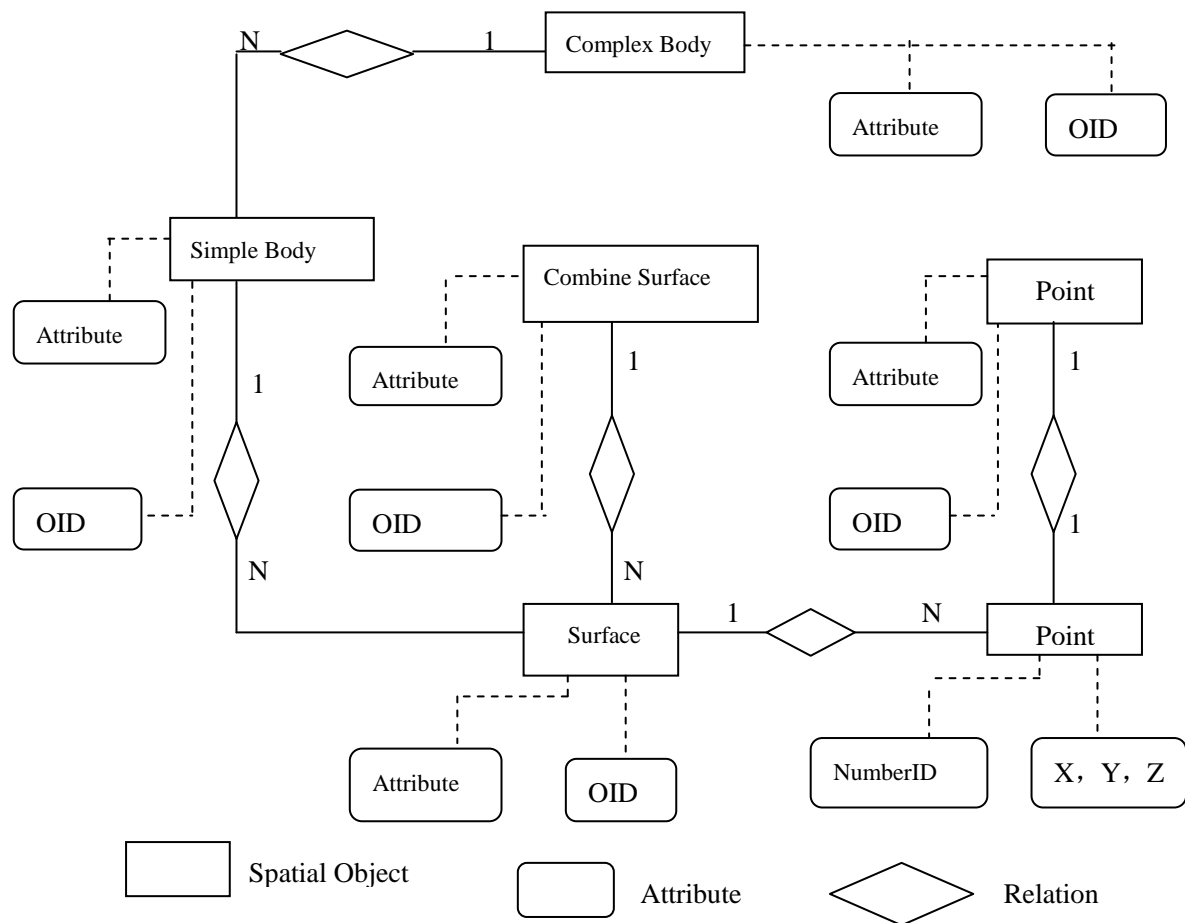 N
1
Complex Body
Attribute
OID
Simple Body
Combine Surface
Point
Attribute
Attribute
Attribute
1
1
1
OID
OID
OID
1
N
N
Surface
1
N
Point
Attribute
OID
NumberID
X，Y，Z
Spatial Object
Attribute
Relation